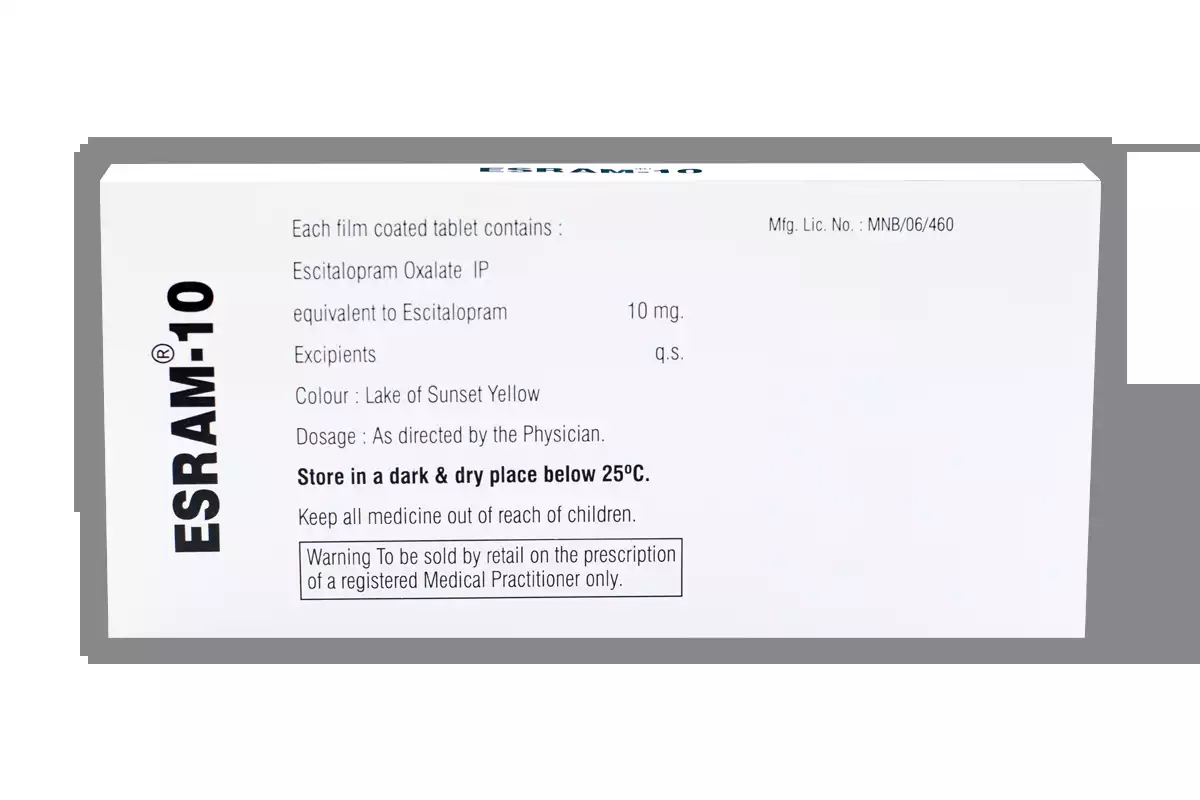 ESRAM-10
Each film coated tablet contains :
Mfg. Lic. No. : MNB/06/460
Escitalopram Oxalate IP
equivalent to Escitalopram 10 mg.
Excipients q.s.
Colour : Lake of Sunset Yellow
Dosage : As directed by the Physician.
Store in a dark & dry place below 25ºC.
Keep all medicine out of reach of children.
Warning To be sold by retail on the prescription
of a registered Medical Practitioner only.
ESRAM®-10